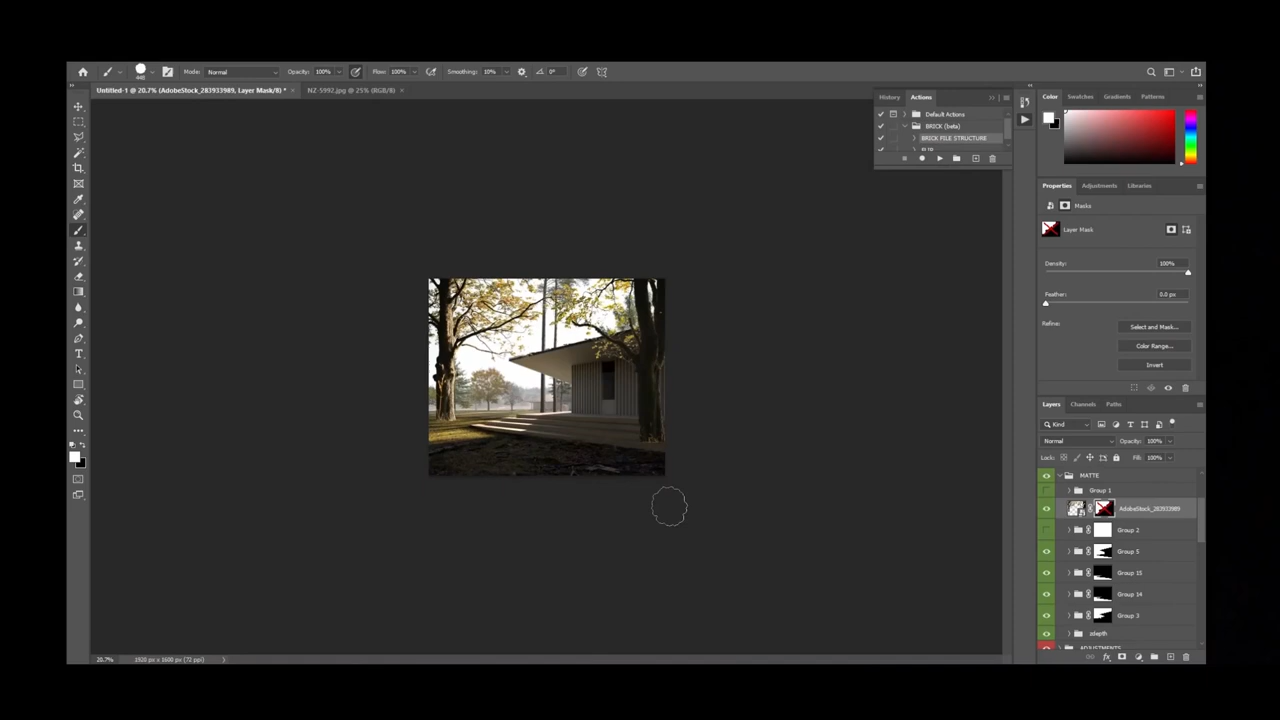 448 Mode: Normal Opacity: 100% Flow: 100% Smoothing: 10% 0°
Untitled-1 @ 20.7% (AdobeStock_283933989, Layer Mask/8) * × NZ-5992.jpg @ 25% (RGB/8) ×
History Actions
Default Actions
BRICK (beta)
BRICK FILE STRUCTURE
Color Swatches Gradients Patterns
Properties Adjustments Libraries
Masks
Layer Mask
Density: 100%
Feather: 0.0 px
Refine: Select and Mask...
Color Range...
Invert
Layers Channels Paths
Kind
Normal Opacity: 100%
Lock: Fill: 100%
MATTE
Group 1
AdobeStock_283933989
Group 2
Group 5
Group 15
Group 14
Group 3
zdepth
ADJUSTMENTS
20.7% 1920 px x 1600 px (72 ppi)